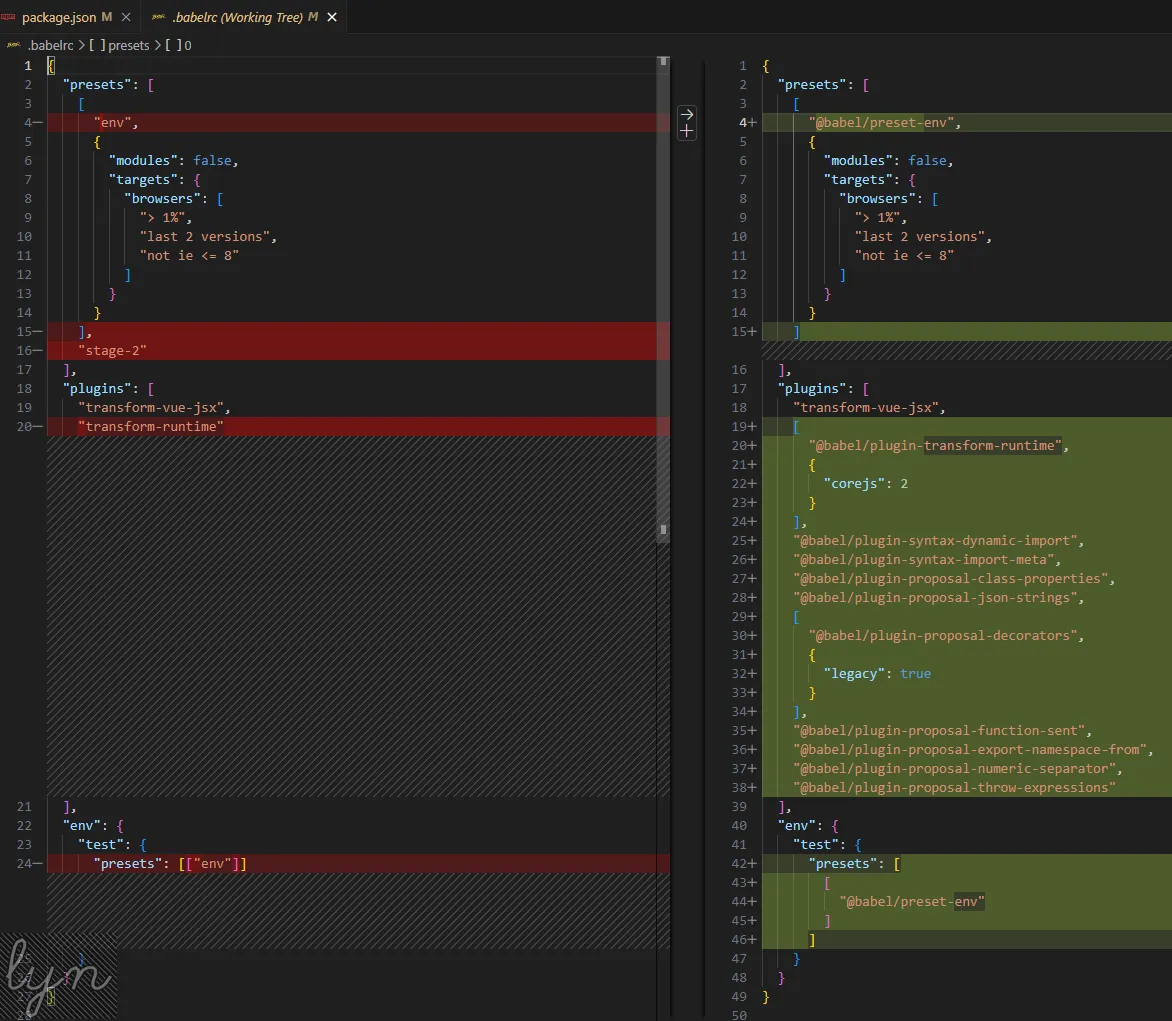 package.json M
.babelrc (Working Tree) M
.babelrc > [ ] presets > [ ] 0
1 {
2 "presets": [
3 [
4− "env",
5 {
6 "modules": false,
7 "targets": {
8 "browsers": [
9 "> 1%",
10 "last 2 versions",
11 "not ie <= 8"
12 ]
13 }
14 }
15− ],
16− "stage-2"
17 ],
18 "plugins": [
19 "transform-vue-jsx",
20− "transform-runtime"
21 ],
22 "env": {
23 "test": {
24− "presets": [["env"]]
25 }
26 }
27 }
28
lyn
1 {
2 "presets": [
3 [
4+ "@babel/preset-env",
5 {
6 "modules": false,
7 "targets": {
8 "browsers": [
9 "> 1%",
10 "last 2 versions",
11 "not ie <= 8"
12 ]
13 }
14 }
15+ ]
16 ],
17 "plugins": [
18 "transform-vue-jsx",
19+ [
20+ "@babel/plugin-transform-runtime",
21+ {
22+ "corejs": 2
23+ }
24+ ],
25+ "@babel/plugin-syntax-dynamic-import",
26+ "@babel/plugin-syntax-import-meta",
27+ "@babel/plugin-proposal-class-properties",
28+ "@babel/plugin-proposal-json-strings",
29+ [
30+ "@babel/plugin-proposal-decorators",
31+ {
32+ "legacy": true
33+ }
34+ ],
35+ "@babel/plugin-proposal-function-sent",
36+ "@babel/plugin-proposal-export-namespace-from",
37+ "@babel/plugin-proposal-numeric-separator",
38+ "@babel/plugin-proposal-throw-expressions"
39 ],
40 "env": {
41 "test": {
42+ "presets": [
43+ [
44+ "@babel/preset-env"
45+ ]
46+ ]
47 }
48 }
49 }
50